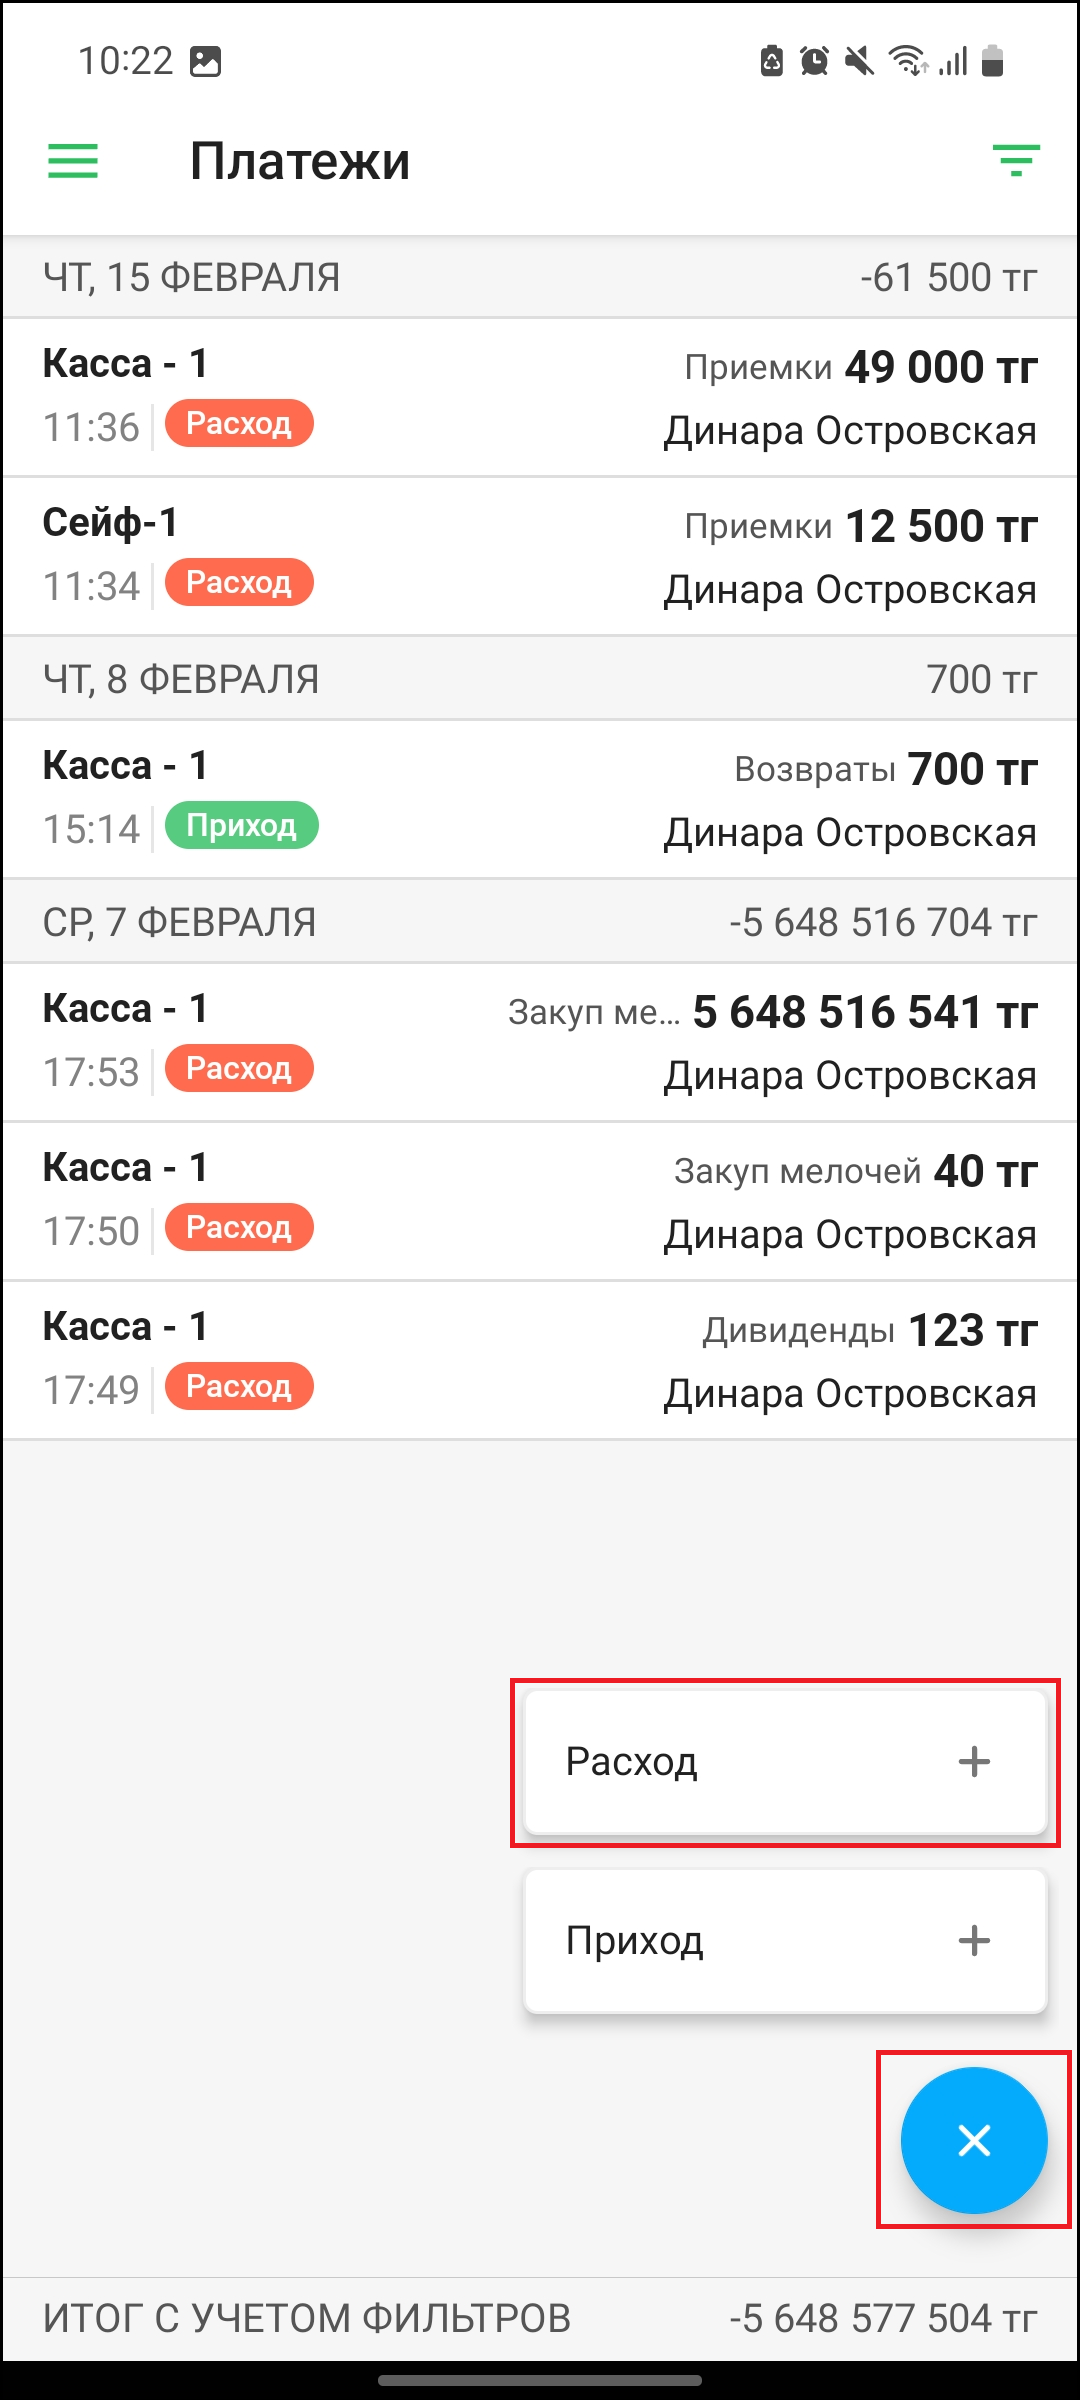 10:22
Платежи
ЧТ, 15 ФЕВРАЛЯ -61 500 тг
Касса - 1 Приемки 49 000 тг
11:36 Расход Динара Островская
Сейф-1 Приемки 12 500 тг
11:34 Расход Динара Островская
ЧТ, 8 ФЕВРАЛЯ 700 тг
Касса - 1 Возвраты 700 тг
15:14 Приход Динара Островская
СР, 7 ФЕВРАЛЯ -5 648 516 704 тг
Касса - 1 Закуп ме... 5 648 516 541 тг
17:53 Расход Динара Островская
Касса - 1 Закуп мелочей 40 тг
17:50 Расход Динара Островская
Касса - 1 Дивиденды 123 тг
17:49 Расход Динара Островская
Расход +
Приход +
ИТОГ С УЧЕТОМ ФИЛЬТРОВ -5 648 577 504 тг